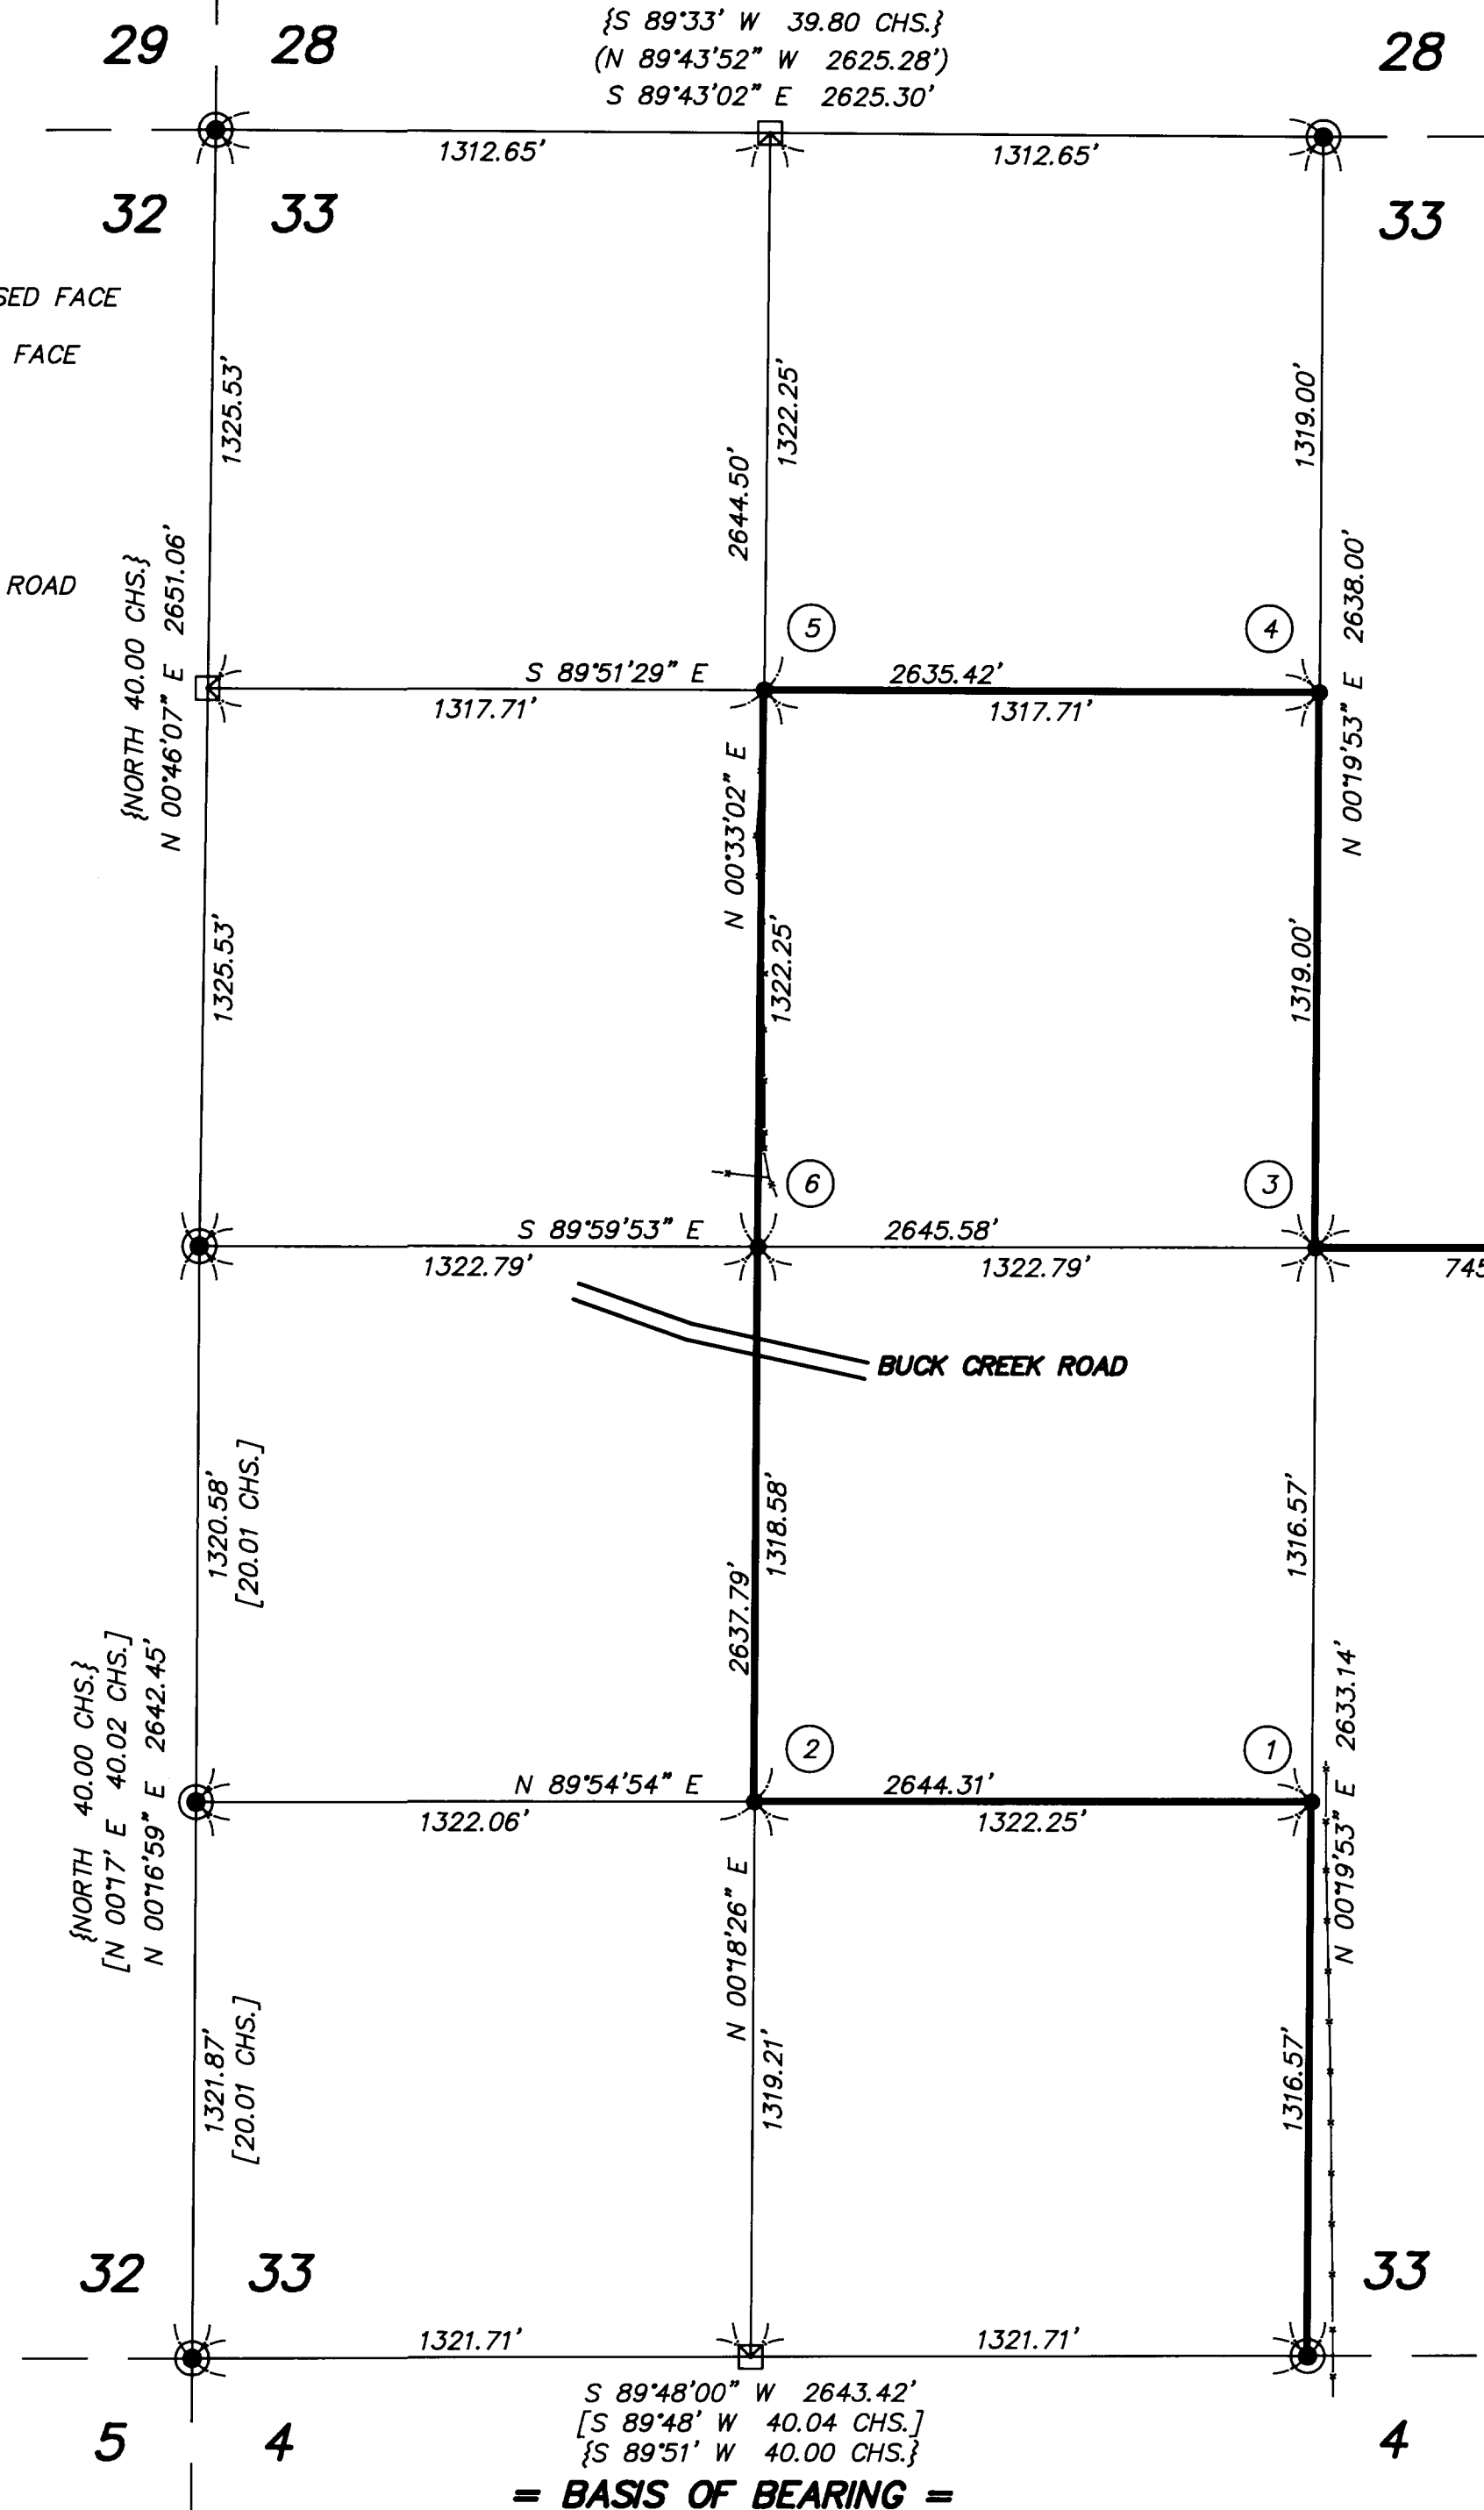 29
28
{S 89°33' W 39.80 CHS.}
(N 89°43'52" W 2625.28')
S 89°43'02" E 2625.30'
28
1312.65'
1312.65'
32
33
33
SED FACE
FACE
1325.53'
1322.25'
1319.00'
2644.50'
{NORTH 40.00 CHS.}
N 00°46'07" E 2651.06'
ROAD
N 00°19'53" E 2638.00'
5
4
S 89°51'29" E
2635.42'
1317.71'
1317.71'
N 00°33'02" E
1325.53'
1322.25'
1319.00'
6
3
S 89°59'53" E
2645.58'
1322.79'
1322.79'
745
BUCK CREEK ROAD
1320.58'
[20.01 CHS.]
1318.58'
1316.57'
2637.79'
{NORTH 40.00 CHS.}
[N 00°17' E 40.02 CHS.]
N 00°16'59" E 2642.45'
N 00°19'53" E 2633.14'
2
1
N 89°54'54" E
2644.31'
1322.06'
1322.25'
N 00°18'26" E
1321.87'
[20.01 CHS.]
1319.21'
1316.57'
32
33
33
1321.71'
1321.71'
S 89°48'00" W 2643.42'
[S 89°48' W 40.04 CHS.]
{S 89°51' W 40.00 CHS.}
5
4
4
= BASIS OF BEARING =